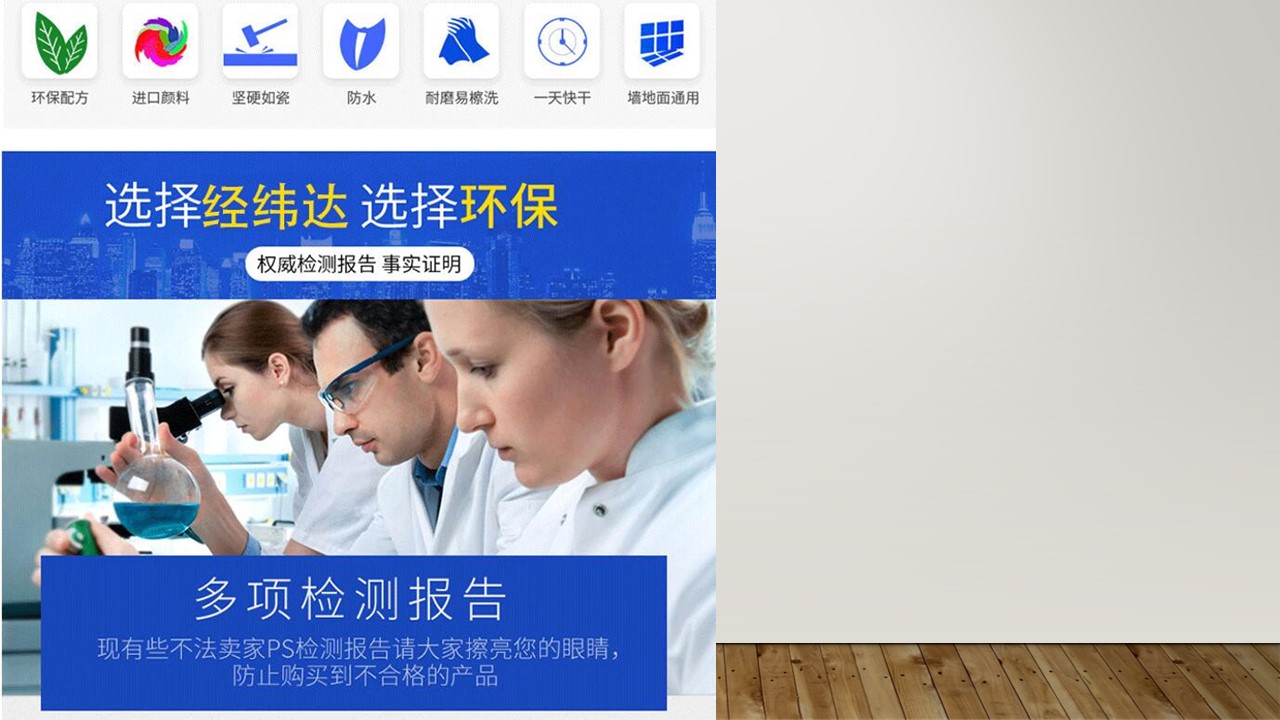 环保配方
进口颜料
坚硬如瓷
防水
耐磨易檫洗
一天快干
墙地面通用
选择经纬达 选择环保
权威检测报告 事实证明
多项检测报告
现有些不法卖家PS检测报告请大家擦亮您的眼睛，
防止购买到不合格的产品